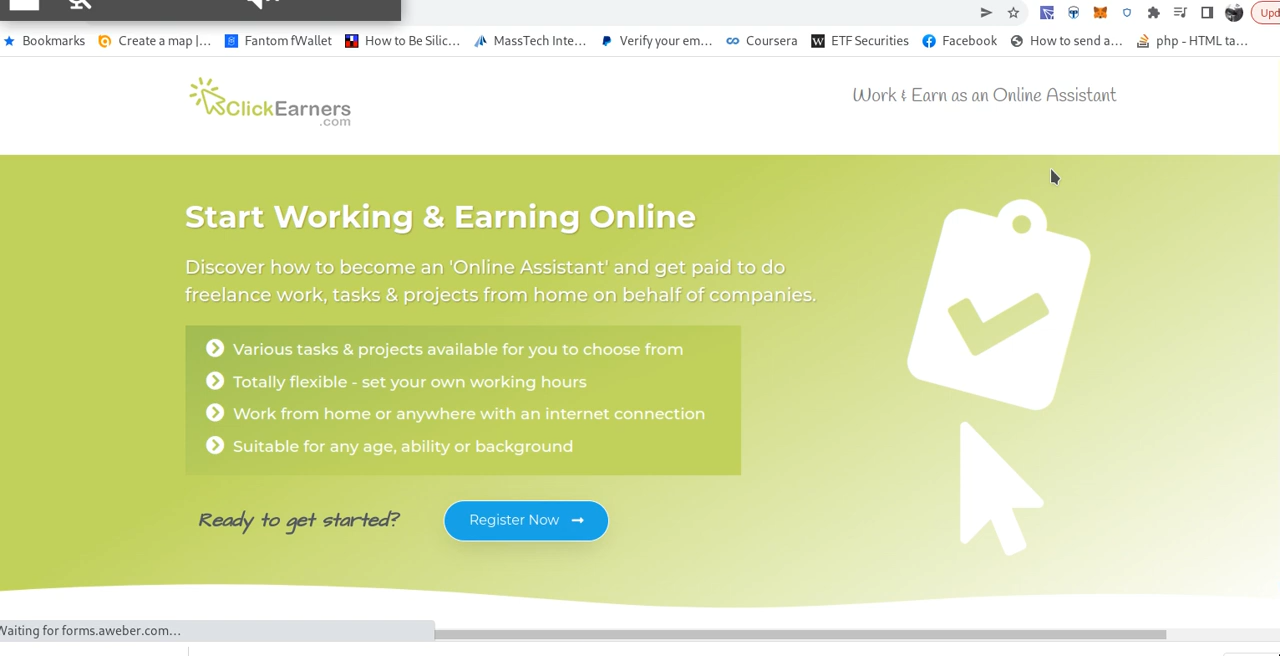 Upd
Bookmarks Create a map |... Fantom fWallet How to Be Silic... MassTech Inte... Verify your em... Coursera ETF Securities Facebook How to send a... php - HTML ta...
ClickEarners
.com
Work & Earn as an Online Assistant
Start Working & Earning Online
Discover how to become an 'Online Assistant' and get paid to do
freelance work, tasks & projects from home on behalf of companies.
Various tasks & projects available for you to choose from
Totally flexible - set your own working hours
Work from home or anywhere with an internet connection
Suitable for any age, ability or background
Ready to get started? Register Now
Waiting for forms.aweber.com...